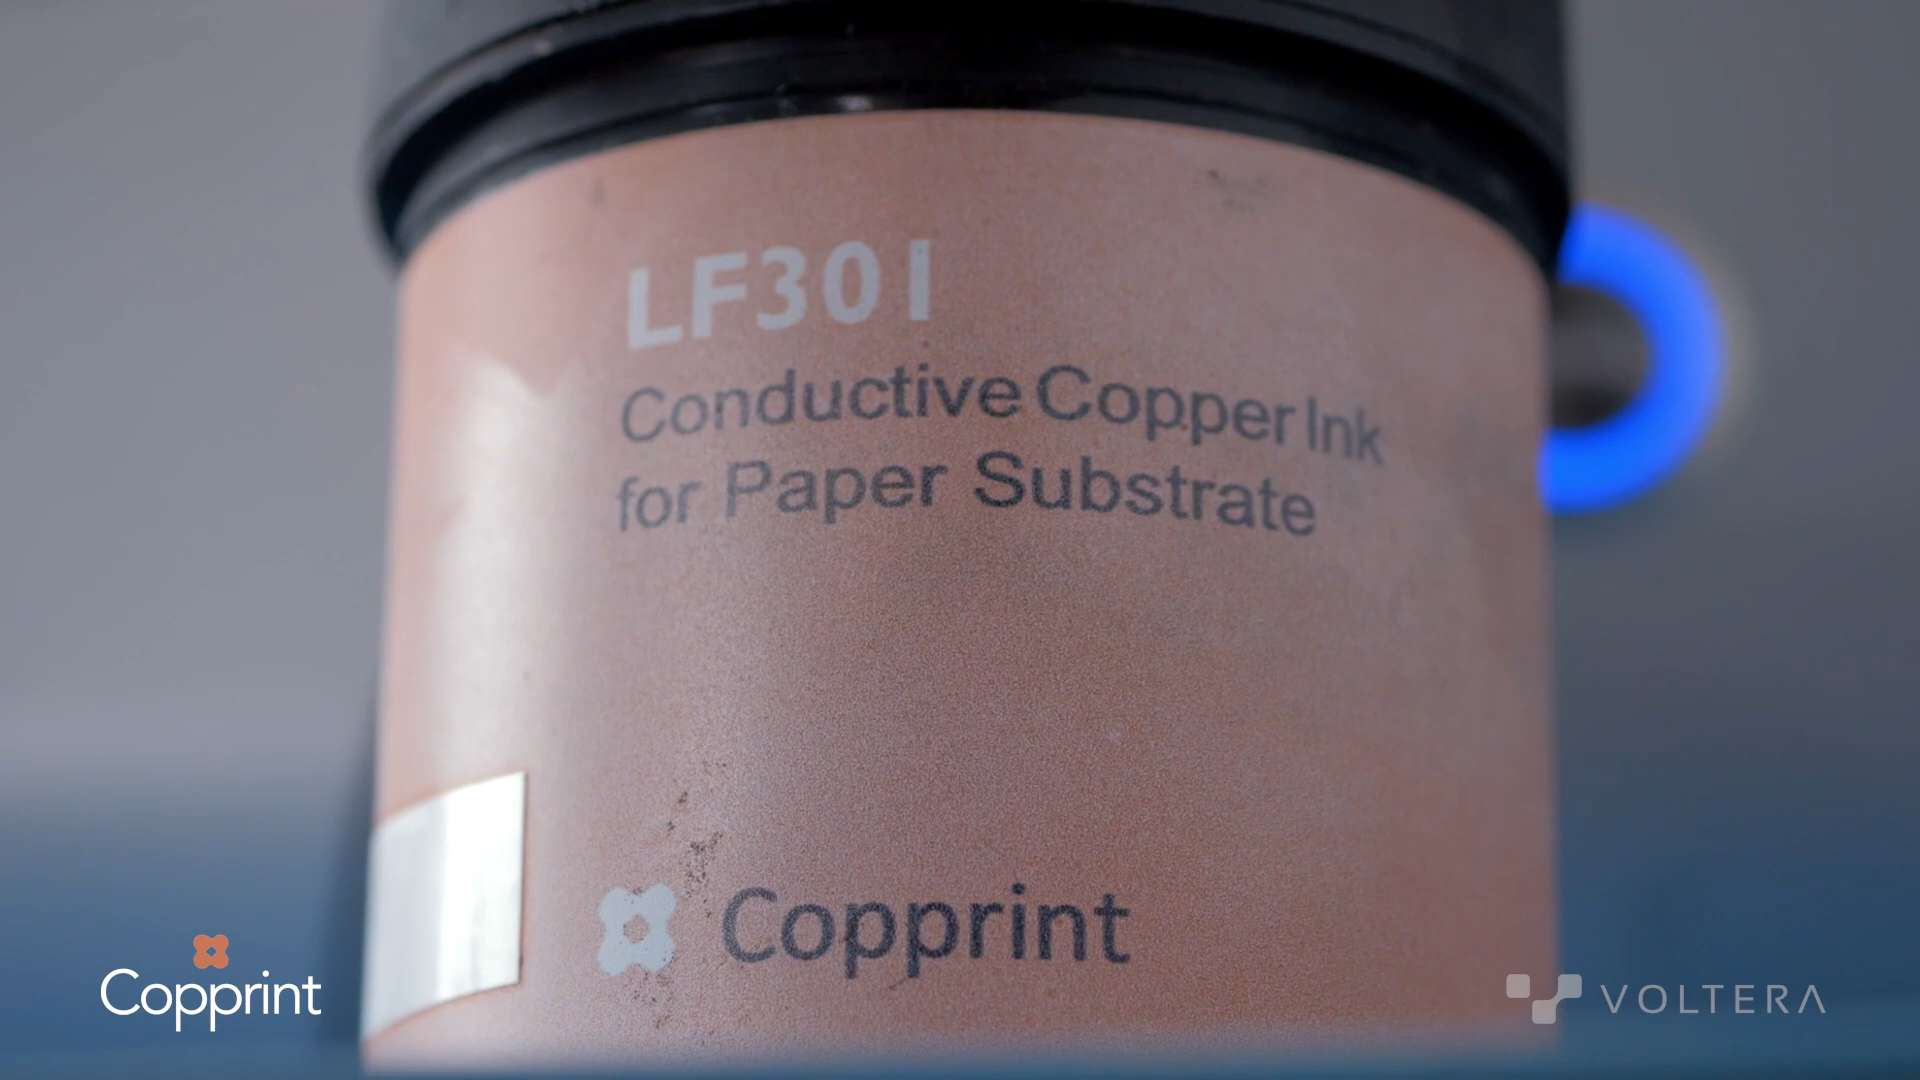 LF301
Conductive Copper Ink
for Paper Substrate
Copprint
Copprint
VOLTERA